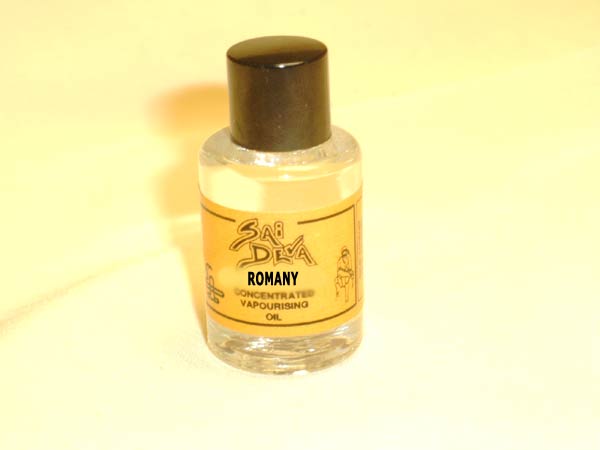 SAi
DEVA
ROMANY
CONCENTRATED
VAPOURISING
OIL